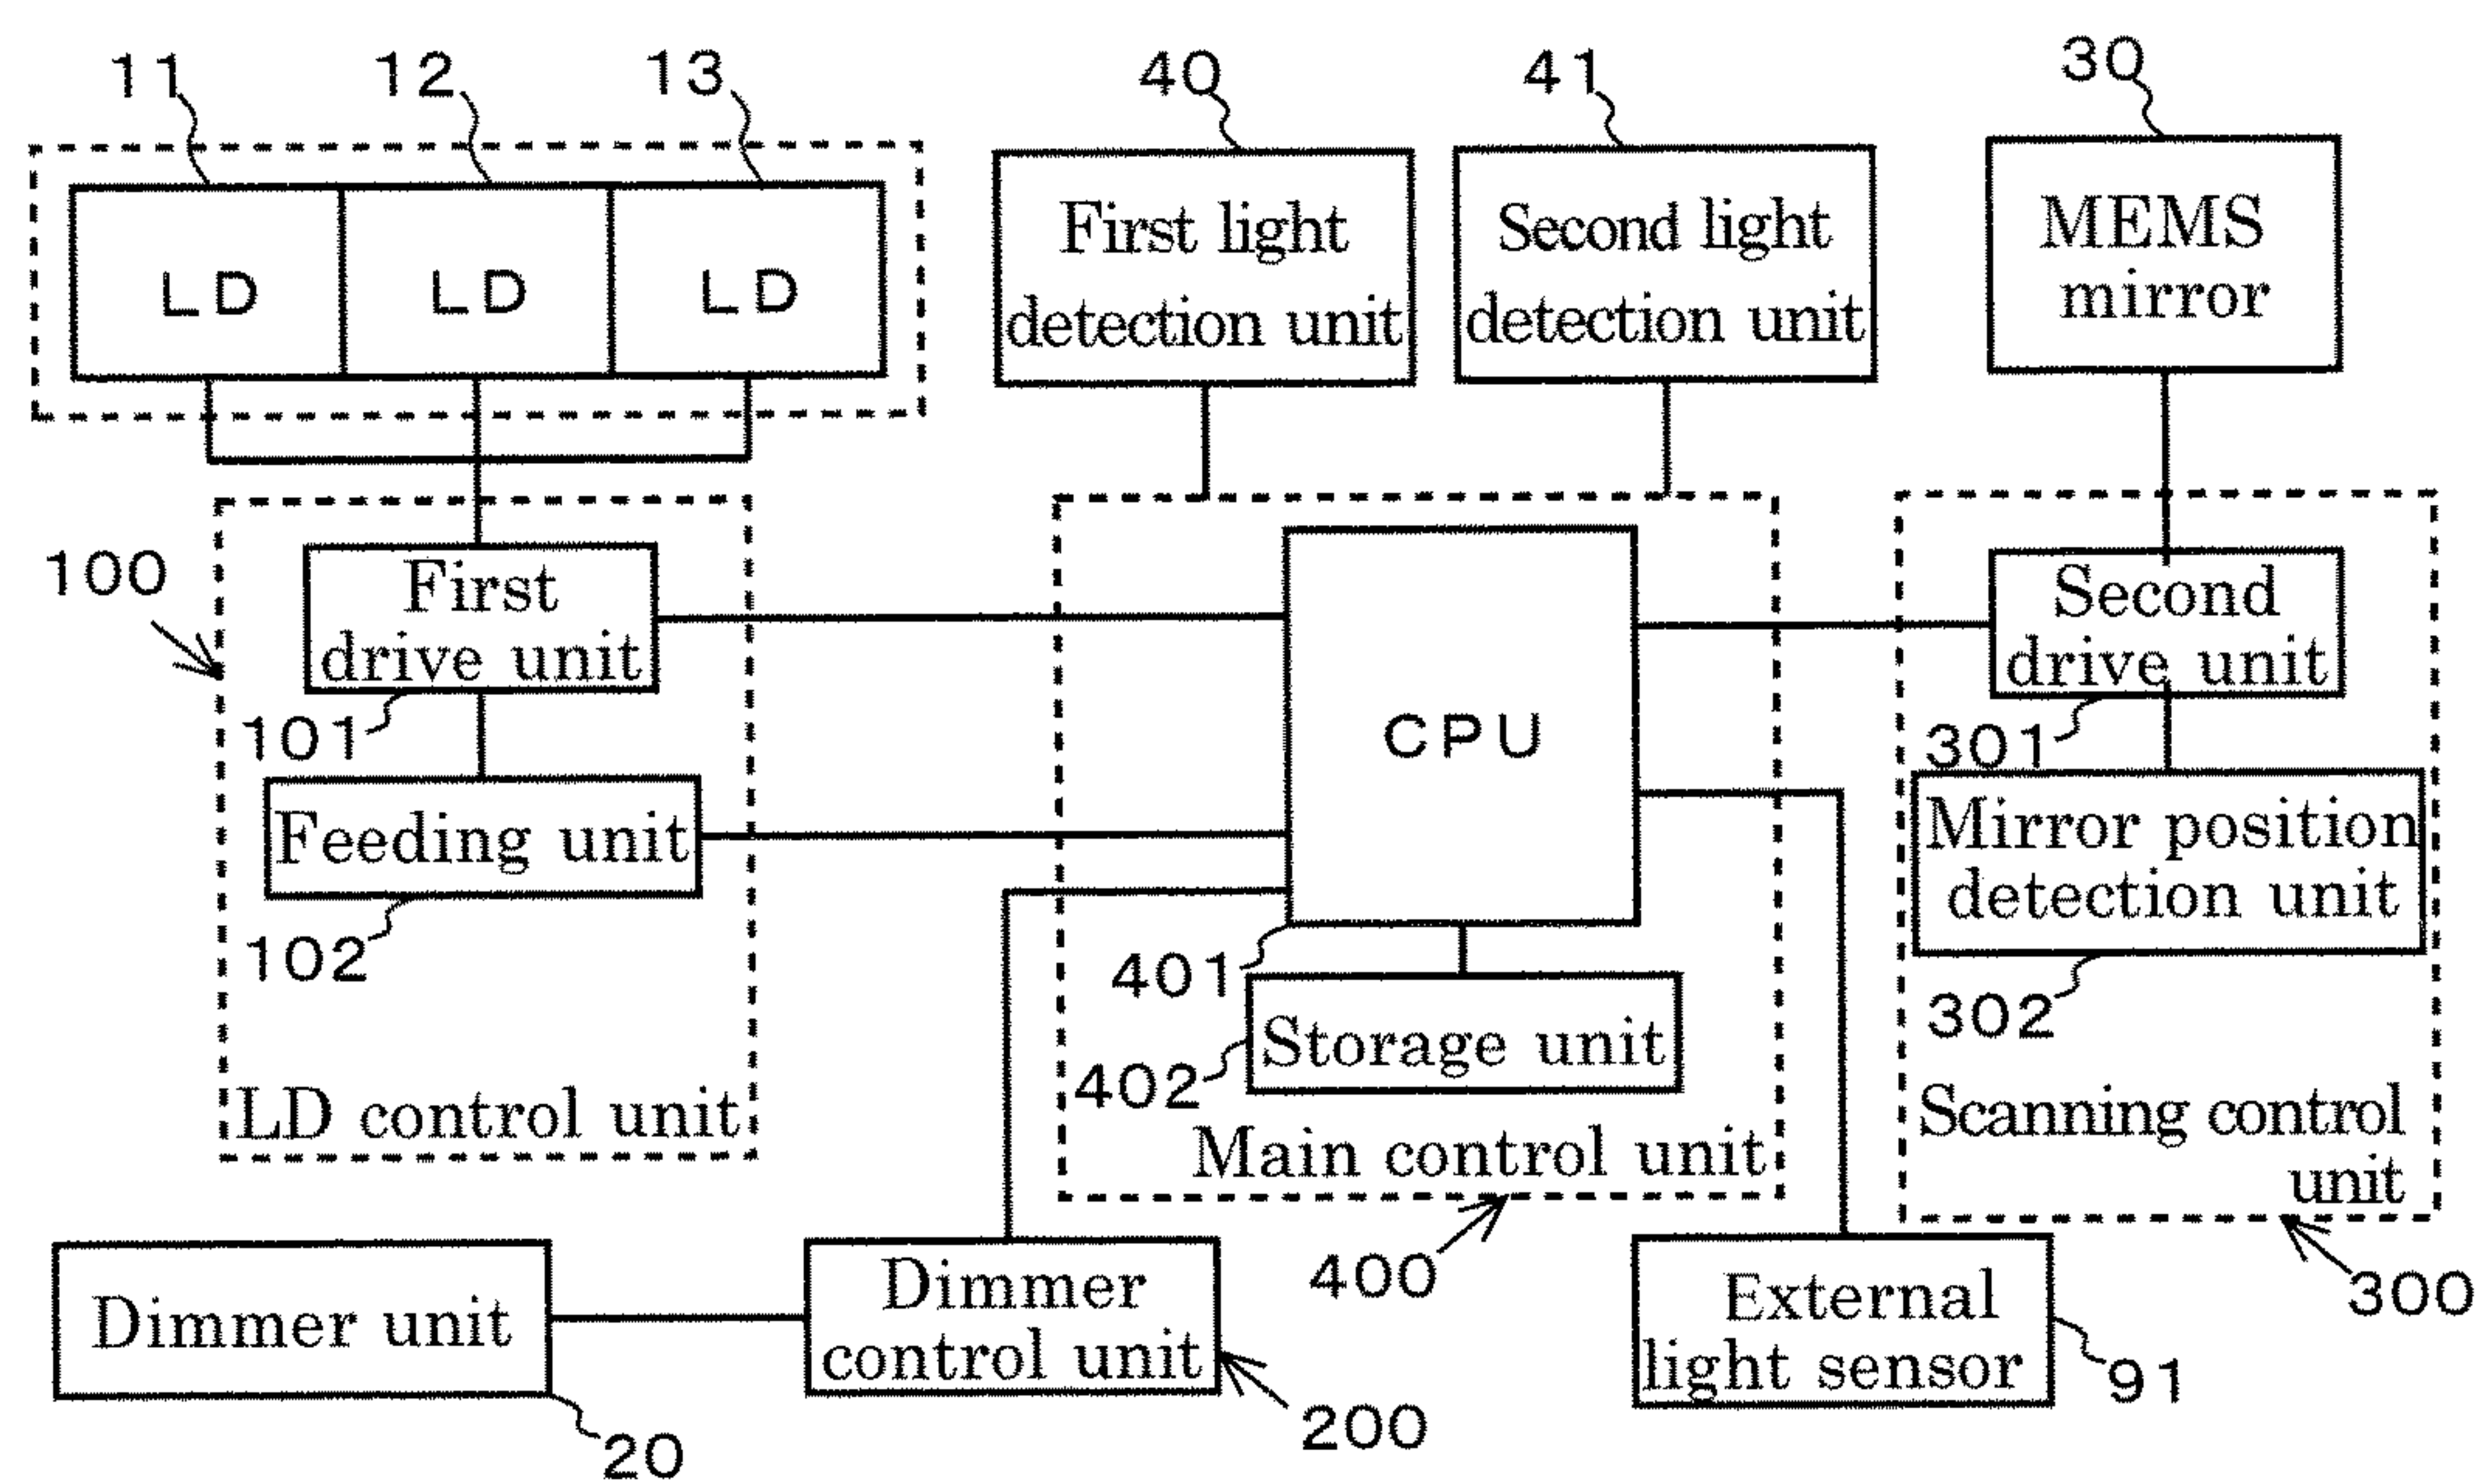 11
12
13
40
41
30
LD
LD
LD
First light
detection unit
Second light
detection unit
MEMS
mirror
100
First
drive unit
101
Feeding unit
102
LD control unit
CPU
401
Storage unit
402
Main control unit
400
Second
drive unit
301
Mirror position
detection unit
302
Scanning control
unit
300
Dimmer unit
20
Dimmer
control unit
200
External
light sensor
91